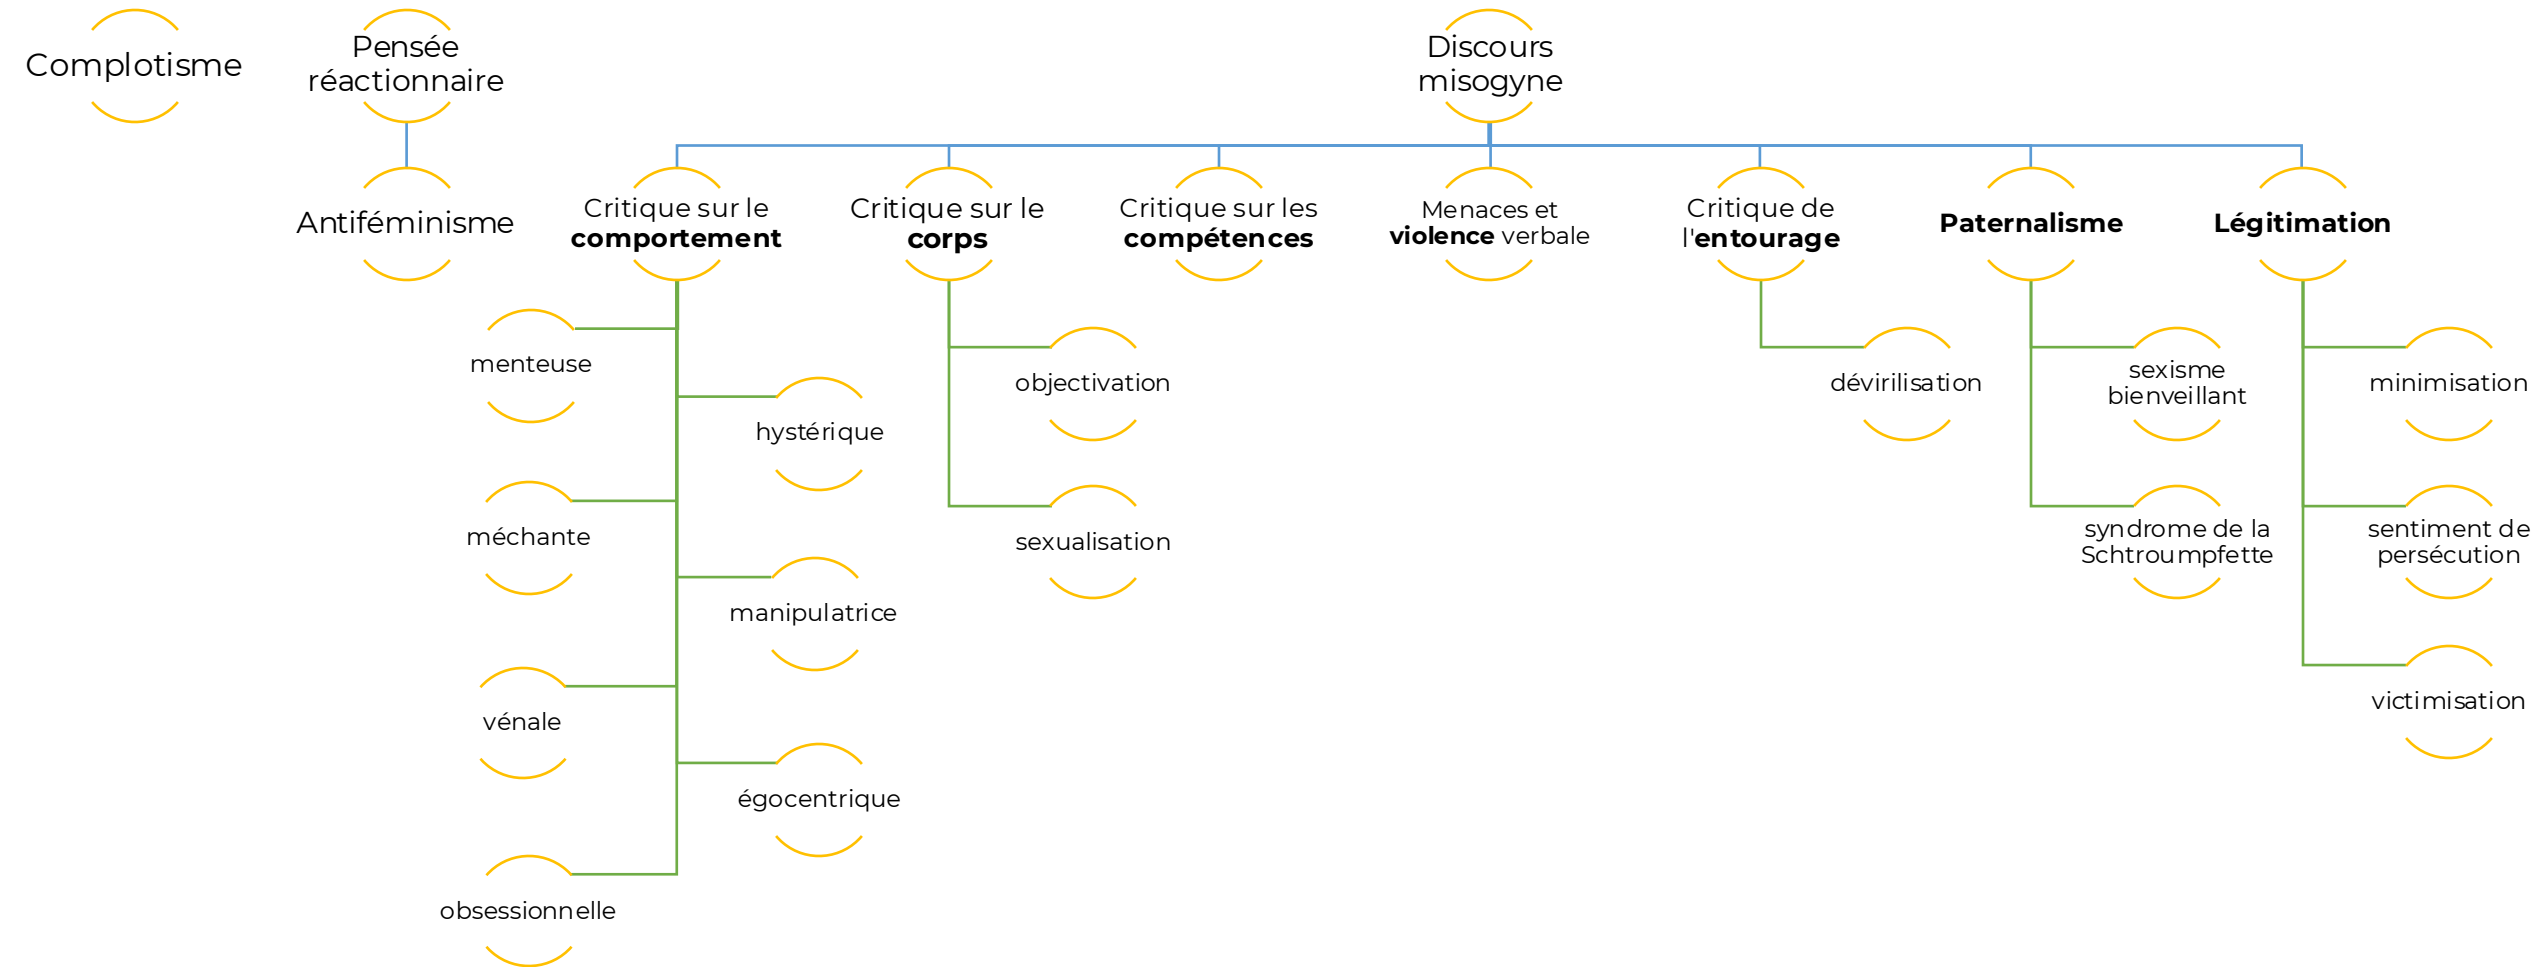 Complotisme
Pensée
réactionnaire
Discours
misogyne
Antiféminisme
Critique sur le
comportement
Critique sur le
corps
Critique sur les
compétences
Menaces et
violence verbale
Critique de
l'entourage
Paternalisme
Légitimation
menteuse
hystérique
méchante
manipulatrice
vénale
égocentrique
obsessionnelle
objectivation
sexualisation
dévirilisation
sexisme
bienveillant
syndrome de la
Schtroumpfette
minimisation
sentiment de
persécution
victimisation